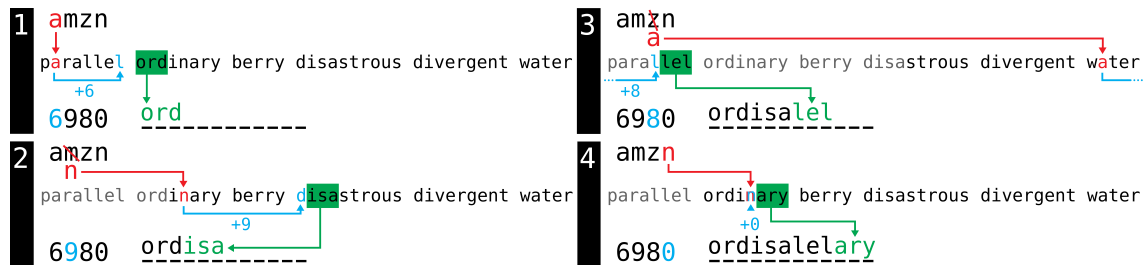 1
amzn
parallel ordinary berry disastrous divergent water
+6
ord
6980
2
amzn
n
parallel ordinary berry disastrous divergent water
+9
ordisa
6980
3
amzn
a
parallel ordinary berry disastrous divergent water
+8
ordisalel
6980
4
amzn
parallel ordinary berry disastrous divergent water
+0
ordisalelary
6980